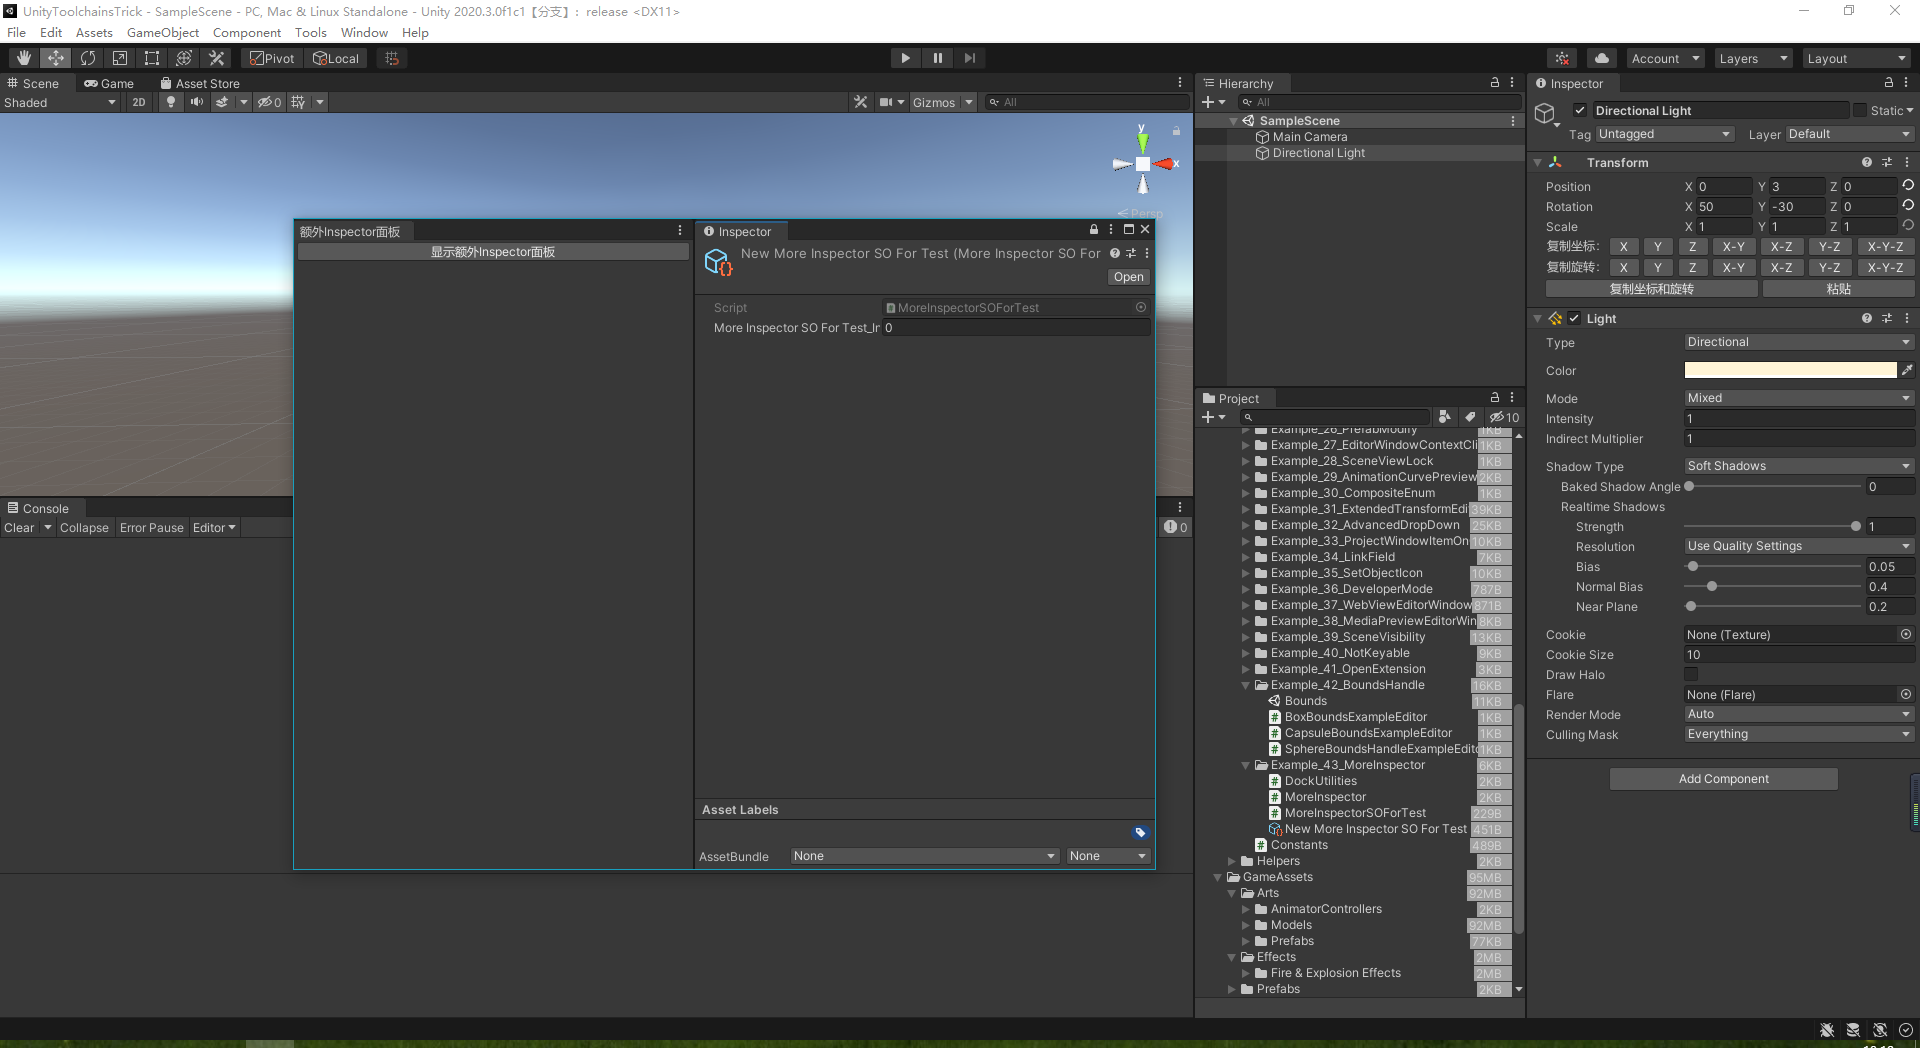 UnityToolchainsTrick - SampleScene - PC, Mac & Linux Standalone - Unity 2020.3.0f1c1【分支】: release <DX11>
File Edit Assets GameObject Component Tools Window Help
Pivot Local
Account Layers Layout
Scene Game Asset Store
Shaded 2D 0 Gizmos All
y
x
Persp
额外Inspector面板
显示额外Inspector面板
Inspector
New More Inspector SO For Test (More Inspector SO For
Open
Script MoreInspectorSOForTest
More Inspector SO For Test_In 0
Asset Labels
AssetBundle None None
Console
Clear Collapse Error Pause Editor 0
Hierarchy
All
SampleScene
Main Camera
Directional Light
Project
10
Example_26_PrefabModify 1KB
Example_27_EditorWindowContextCli 1KB
Example_28_SceneViewLock 1KB
Example_29_AnimationCurvePreview 2KB
Example_30_CompositeEnum 1KB
Example_31_ExtendedTransformEdi 39KB
Example_32_AdvancedDropDown 25KB
Example_33_ProjectWindowItemOn 10KB
Example_34_LinkField 7KB
Example_35_SetObjectIcon 10KB
Example_36_DeveloperMode 787B
Example_37_WebViewEditorWindow 871B
Example_38_MediaPreviewEditorWin 8KB
Example_39_SceneVisibility 13KB
Example_40_NotKeyable 9KB
Example_41_OpenExtension 3KB
Example_42_BoundsHandle 16KB
Bounds 11KB
BoxBoundsExampleEditor 1KB
CapsuleBoundsExampleEditor 1KB
SphereBoundsHandleExampleEdito 1KB
Example_43_MoreInspector 6KB
DockUtilities 2KB
MoreInspector 2KB
MoreInspectorSOForTest 229B
New More Inspector SO For Test 451B
Constants 489B
Helpers 2KB
GameAssets 95MB
Arts 92MB
AnimatorControllers 2KB
Models 92MB
Prefabs 77KB
Effects 2MB
Fire & Explosion Effects 2MB
Prefabs 2KB
Inspector
Directional Light Static
Tag Untagged Layer Default
Transform
Position X 0 Y 3 Z 0
Rotation X 50 Y -30 Z 0
Scale X 1 Y 1 Z 1
复制坐标: X Y Z X-Y X-Z Y-Z X-Y-Z
复制旋转: X Y Z X-Y X-Z Y-Z X-Y-Z
复制坐标和旋转 粘贴
Light
Type Directional
Color
Mode Mixed
Intensity 1
Indirect Multiplier 1
Shadow Type Soft Shadows
Baked Shadow Angle 0
Realtime Shadows
Strength 1
Resolution Use Quality Settings
Bias 0.05
Normal Bias 0.4
Near Plane 0.2
Cookie None (Texture)
Cookie Size 10
Draw Halo
Flare None (Flare)
Render Mode Auto
Culling Mask Everything
Add Component